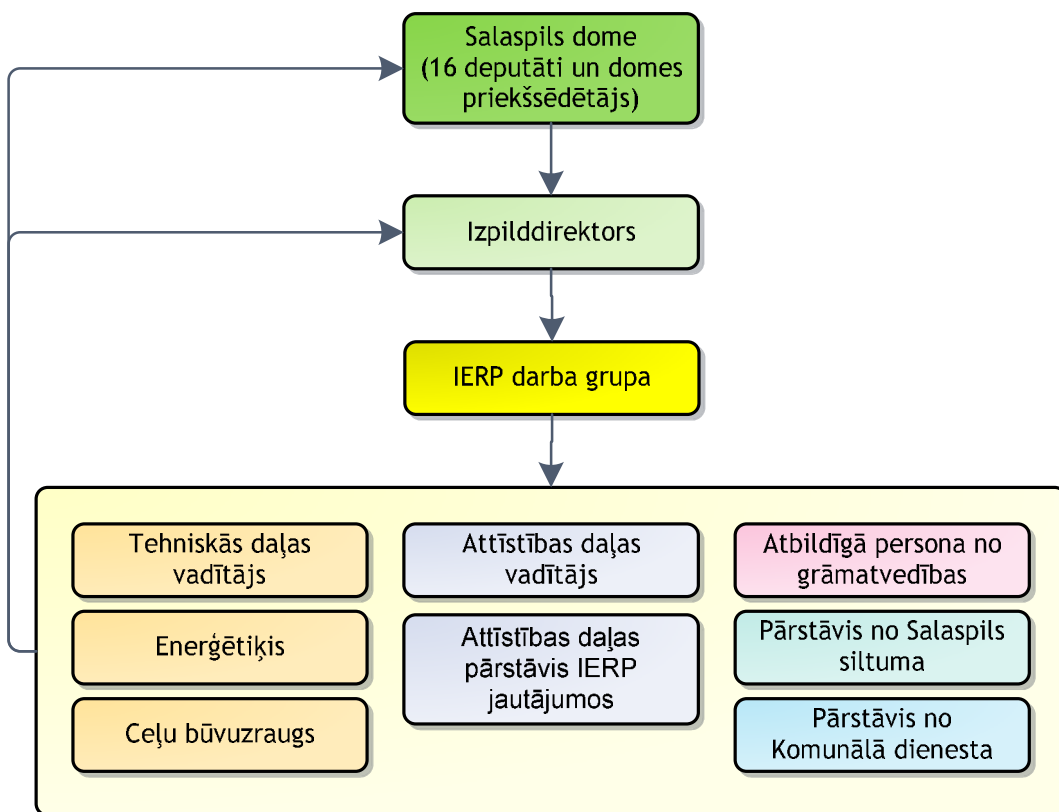 Salaspils dome
(16 deputāti un domes
priekšsēdētājs)
Izpilddirektors
IERP darba grupa
Tehniskās daļas
vadītājs
Enerģētiķis
Ceļu būvuzraugs
Attīstības daļas
vadītājs
Attīstības daļas
pārstāvis IERP
jautājumos
Atbildīgā persona no
grāmatvedības
Pārstāvis no Salaspils
siltuma
Pārstāvis no
Komunālā dienesta